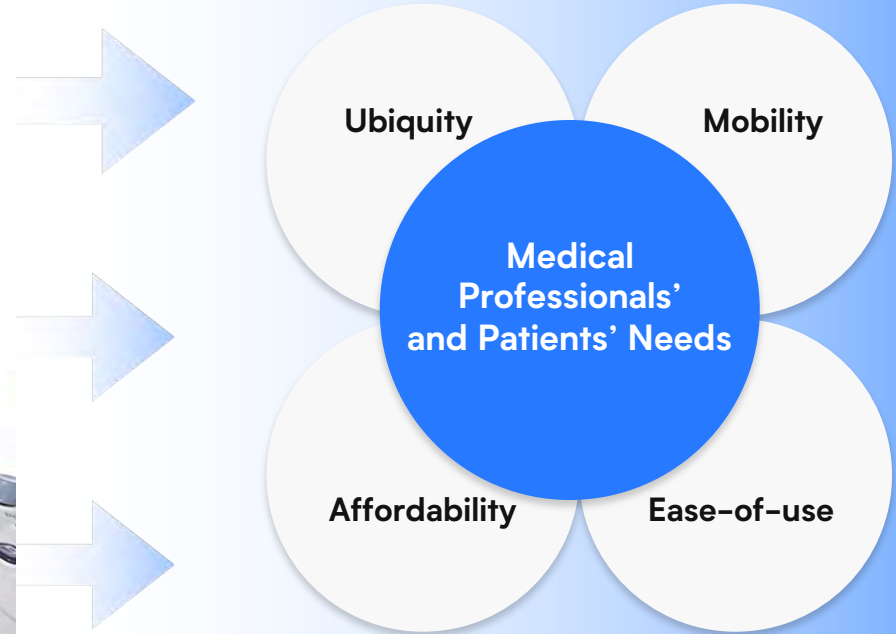 Ubiquity
Mobility
Medical
Professionals’
and Patients’ Needs
Affordability
Ease-of-use